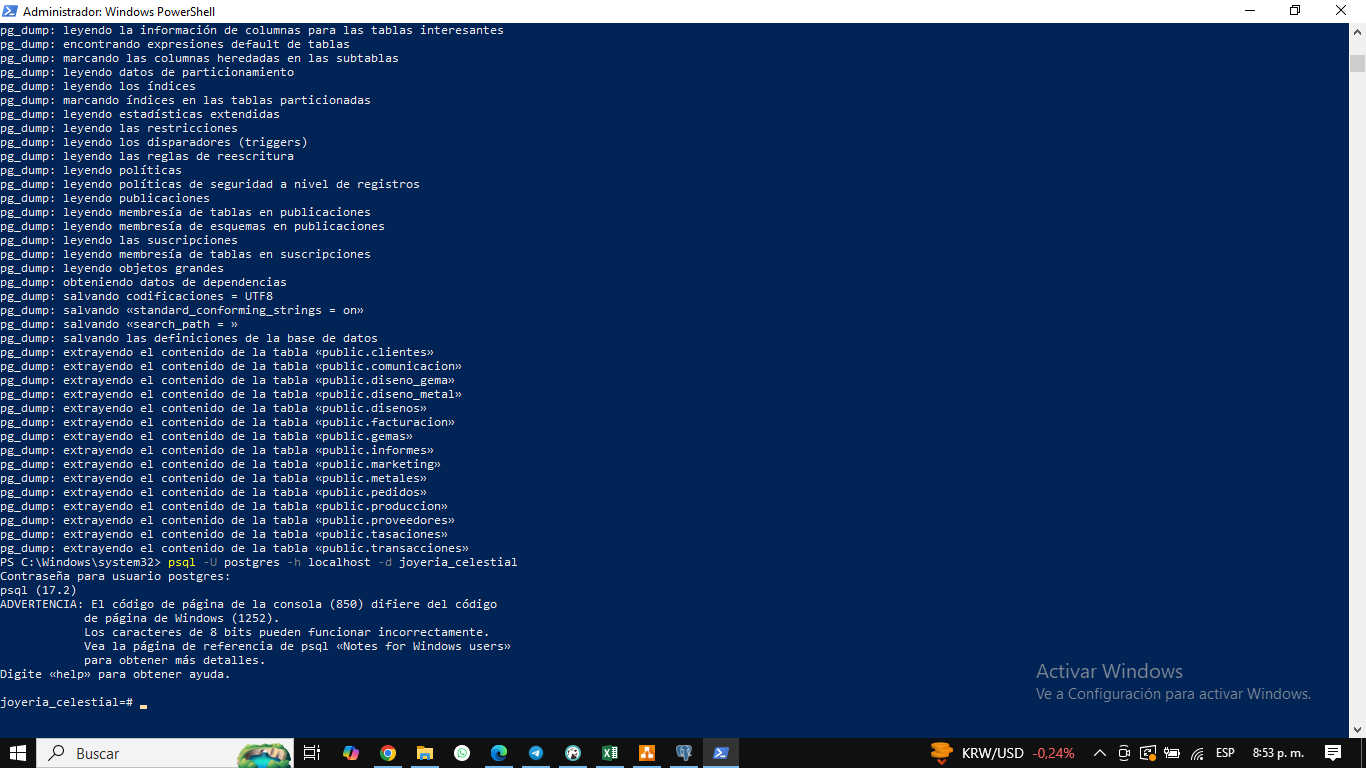 Administrador: Windows PowerShell
pg_dump: leyendo la información de columnas para las tablas interesantes
pg_dump: encontrando expresiones default de tablas
pg_dump: marcando las columnas heredadas en las subtablas
pg_dump: leyendo datos de particionamiento
pg_dump: leyendo los índices
pg_dump: marcando índices en las tablas particionadas
pg_dump: leyendo estadísticas extendidas
pg_dump: leyendo las restricciones
pg_dump: leyendo los disparadores (triggers)
pg_dump: leyendo las reglas de reescritura
pg_dump: leyendo políticas
pg_dump: leyendo políticas de seguridad a nivel de registros
pg_dump: leyendo publicaciones
pg_dump: leyendo membresía de tablas en publicaciones
pg_dump: leyendo membresía de esquemas en publicaciones
pg_dump: leyendo las suscripciones
pg_dump: leyendo membresía de tablas en suscripciones
pg_dump: leyendo objetos grandes
pg_dump: obteniendo datos de dependencias
pg_dump: salvando codificaciones = UTF8
pg_dump: salvando «standard_conforming_strings = on»
pg_dump: salvando «search_path = »
pg_dump: salvando las definiciones de la base de datos
pg_dump: extrayendo el contenido de la tabla «public.clientes»
pg_dump: extrayendo el contenido de la tabla «public.comunicacion»
pg_dump: extrayendo el contenido de la tabla «public.diseno_gema»
pg_dump: extrayendo el contenido de la tabla «public.diseno_metal»
pg_dump: extrayendo el contenido de la tabla «public.disenos»
pg_dump: extrayendo el contenido de la tabla «public.facturacion»
pg_dump: extrayendo el contenido de la tabla «public.gemas»
pg_dump: extrayendo el contenido de la tabla «public.informes»
pg_dump: extrayendo el contenido de la tabla «public.marketing»
pg_dump: extrayendo el contenido de la tabla «public.metales»
pg_dump: extrayendo el contenido de la tabla «public.pedidos»
pg_dump: extrayendo el contenido de la tabla «public.produccion»
pg_dump: extrayendo el contenido de la tabla «public.proveedores»
pg_dump: extrayendo el contenido de la tabla «public.tasaciones»
pg_dump: extrayendo el contenido de la tabla «public.transacciones»
PS C:\Windows\system32> psql -U postgres -h localhost -d joyeria_celestial
Contraseña para usuario postgres:
psql (17.2)
ADVERTENCIA: El código de página de la consola (850) difiere del código
de página de Windows (1252).
Los caracteres de 8 bits pueden funcionar incorrectamente.
Vea la página de referencia de psql «Notes for Windows users»
para obtener más detalles.
Digite «help» para obtener ayuda.
joyeria_celestial=#
Activar Windows
Ve a Configuración para activar Windows.
Buscar
KRW/USD -0,24%
ESP
8:53 p. m.